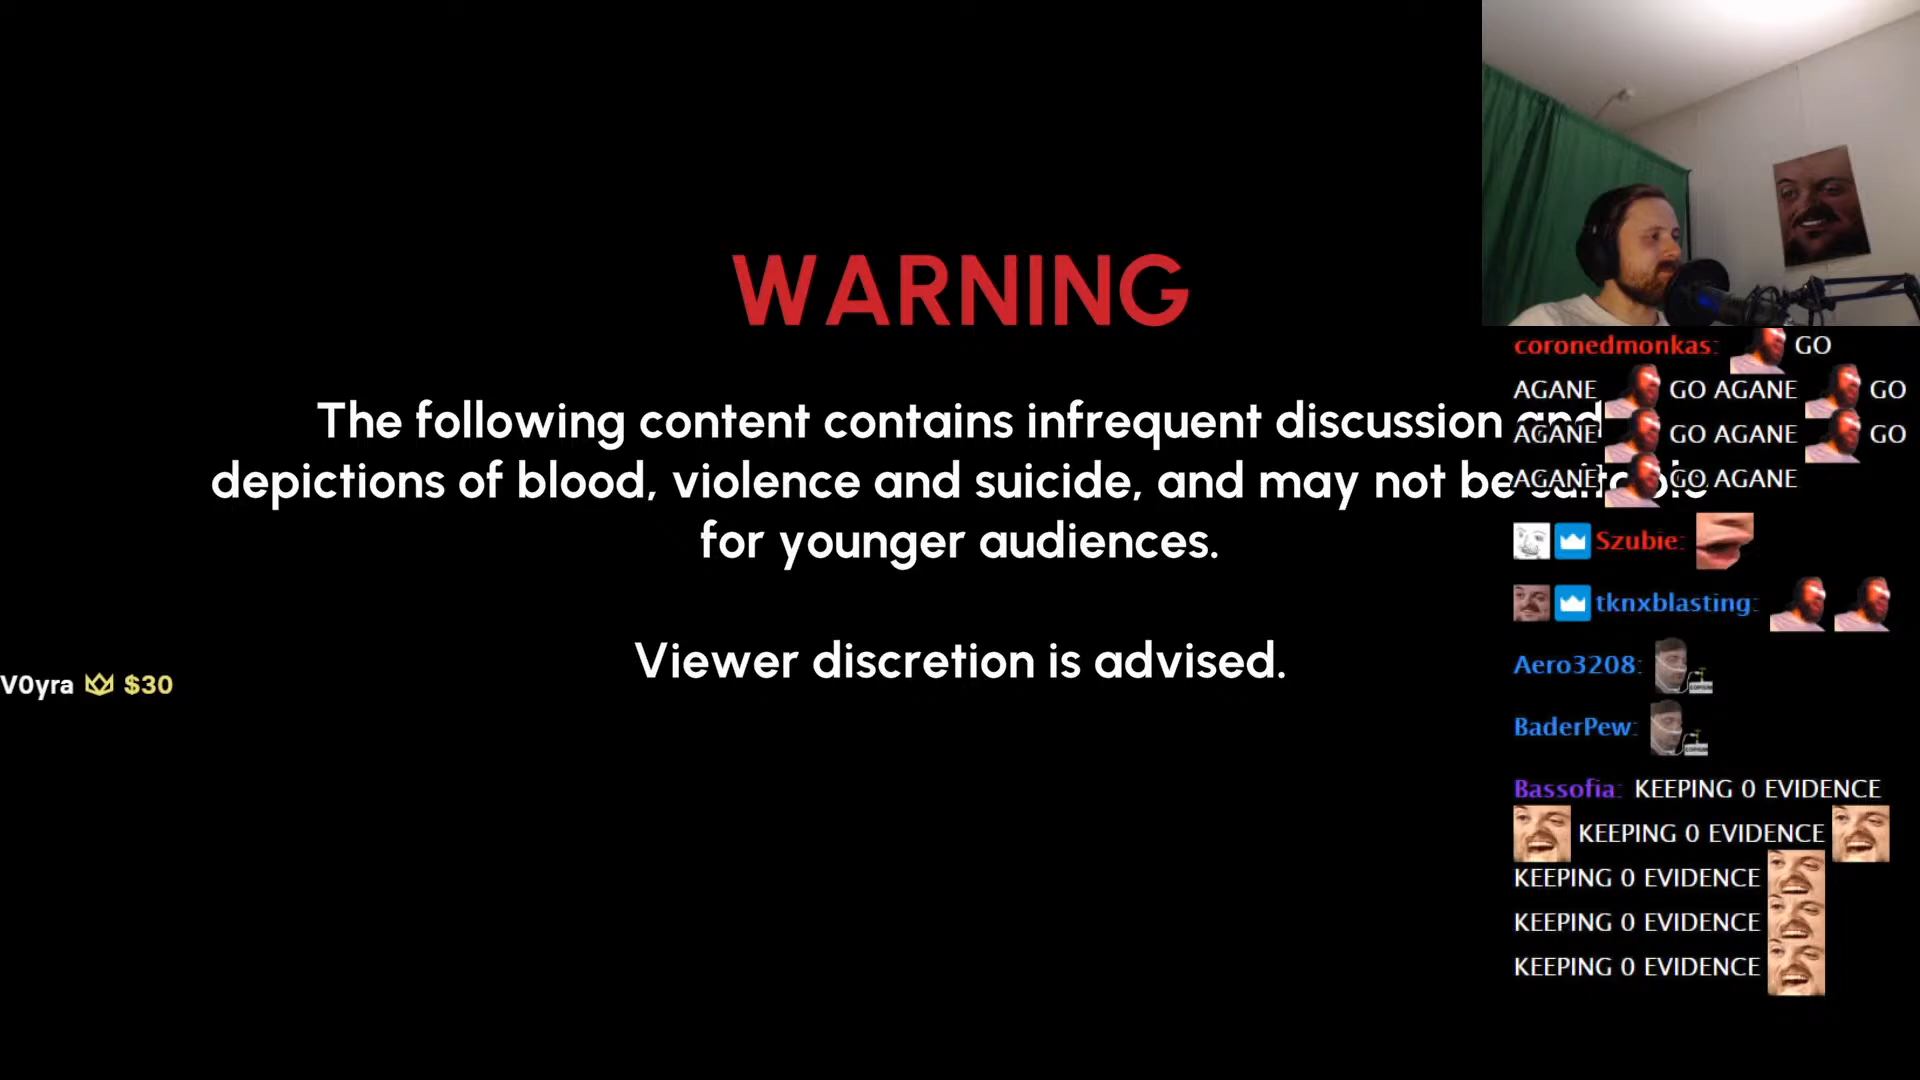 WARNING
The following content contains infrequent discussion and
depictions of blood, violence and suicide, and may not be suitable
for younger audiences.
Viewer discretion is advised.
V0yra $30
coronedmonkas: GO
AGANE GO AGANE GO
AGANE GO AGANE GO
AGANE GO AGANE
Szubie:
tknxblasting:
Aero3208:
BaderPew:
Bassofia: KEEPING 0 EVIDENCE
KEEPING 0 EVIDENCE
KEEPING 0 EVIDENCE
KEEPING 0 EVIDENCE
KEEPING 0 EVIDENCE